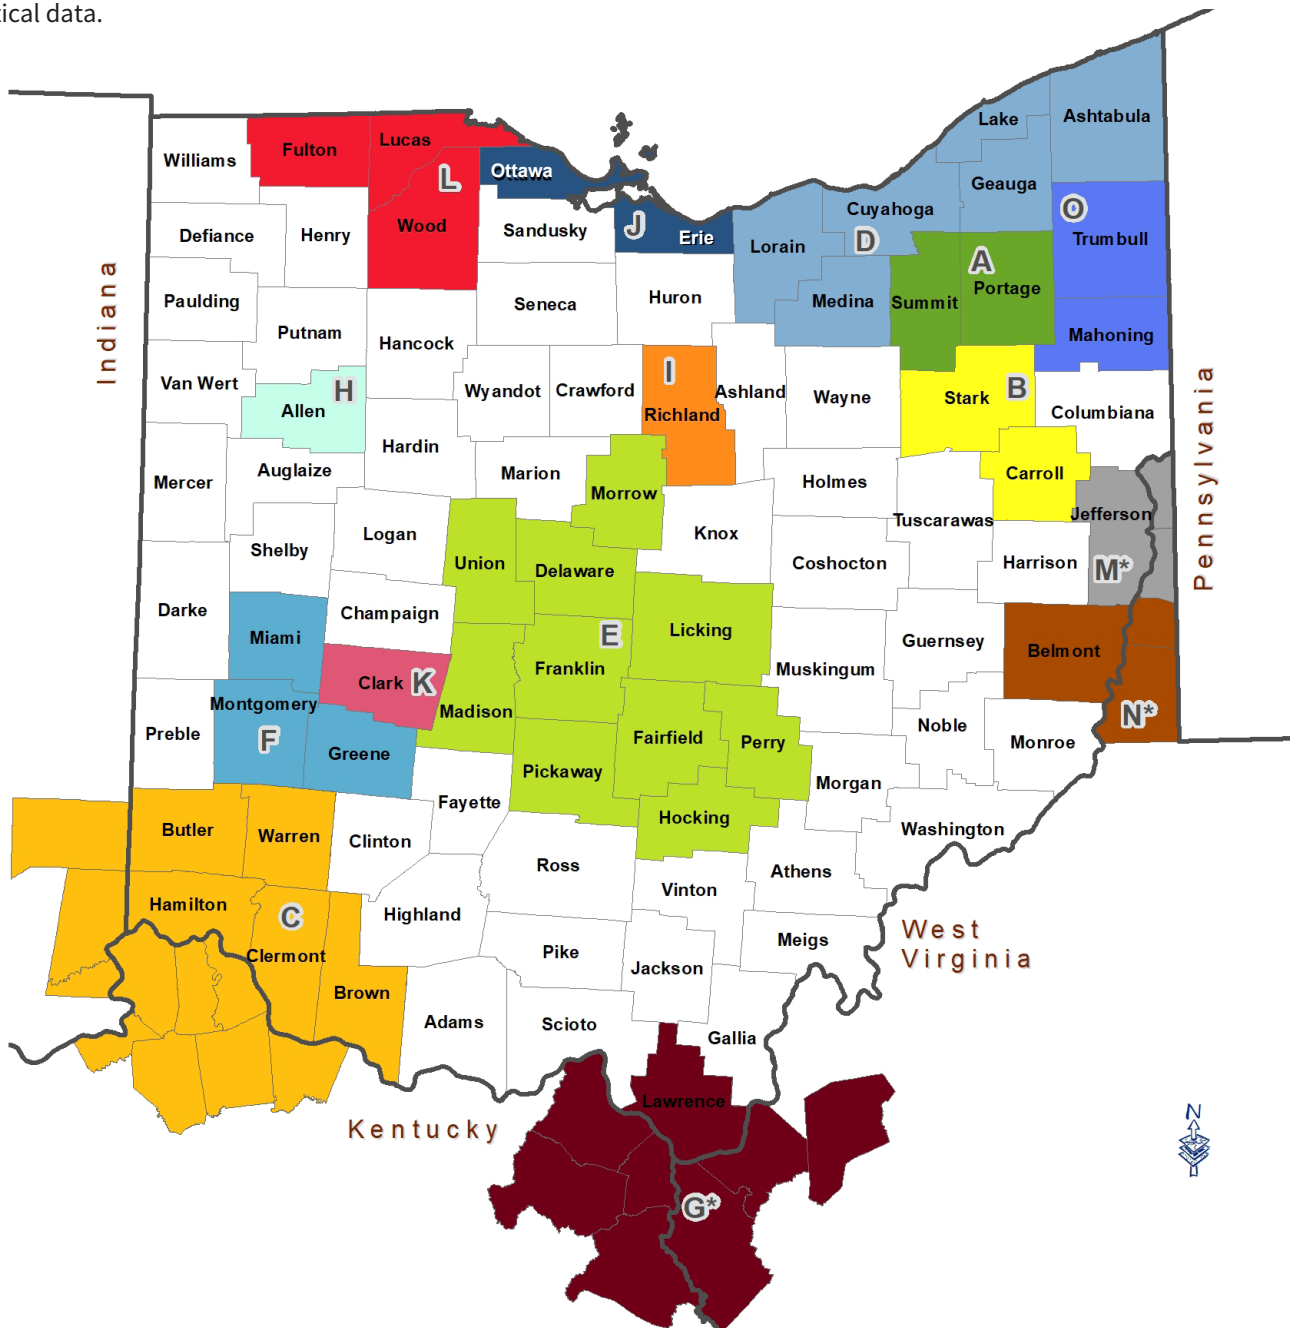 tical data.
Lake
Ashtabula
Williams
Fulton
Lucas
L
Ottawa
Geauga
O
Trumbull
Defiance
Henry
Wood
Sandusky
J
Erie
Lorain
Cuyahoga
D
A
Portage
Indiana
Paulding
Putnam
Hancock
Seneca
Huron
Medina
Summit
Mahoning
Van Wert
H
Allen
Wyandot
Crawford
I
Richland
Ashland
Wayne
Stark
B
Columbiana
Pennsylvania
Mercer
Auglaize
Hardin
Marion
Morrow
Holmes
Carroll
Jefferson
Shelby
Logan
Union
Delaware
Knox
Tuscarawas
Coshocton
Harrison
M*
Darke
Miami
Champaign
E
Franklin
Licking
Muskingum
Guernsey
Belmont
Montgomery
F
Clark
K
Madison
Preble
Greene
Pickaway
Fairfield
Perry
Noble
Monroe
N*
Morgan
Butler
Warren
Clinton
Fayette
Hocking
Washington
Ross
Athens
Vinton
Hamilton
C
Clermont
Highland
Brown
Pike
Jackson
Meigs
West
Virginia
Adams
Scioto
Gallia
Lawrence
Kentucky
G*
N